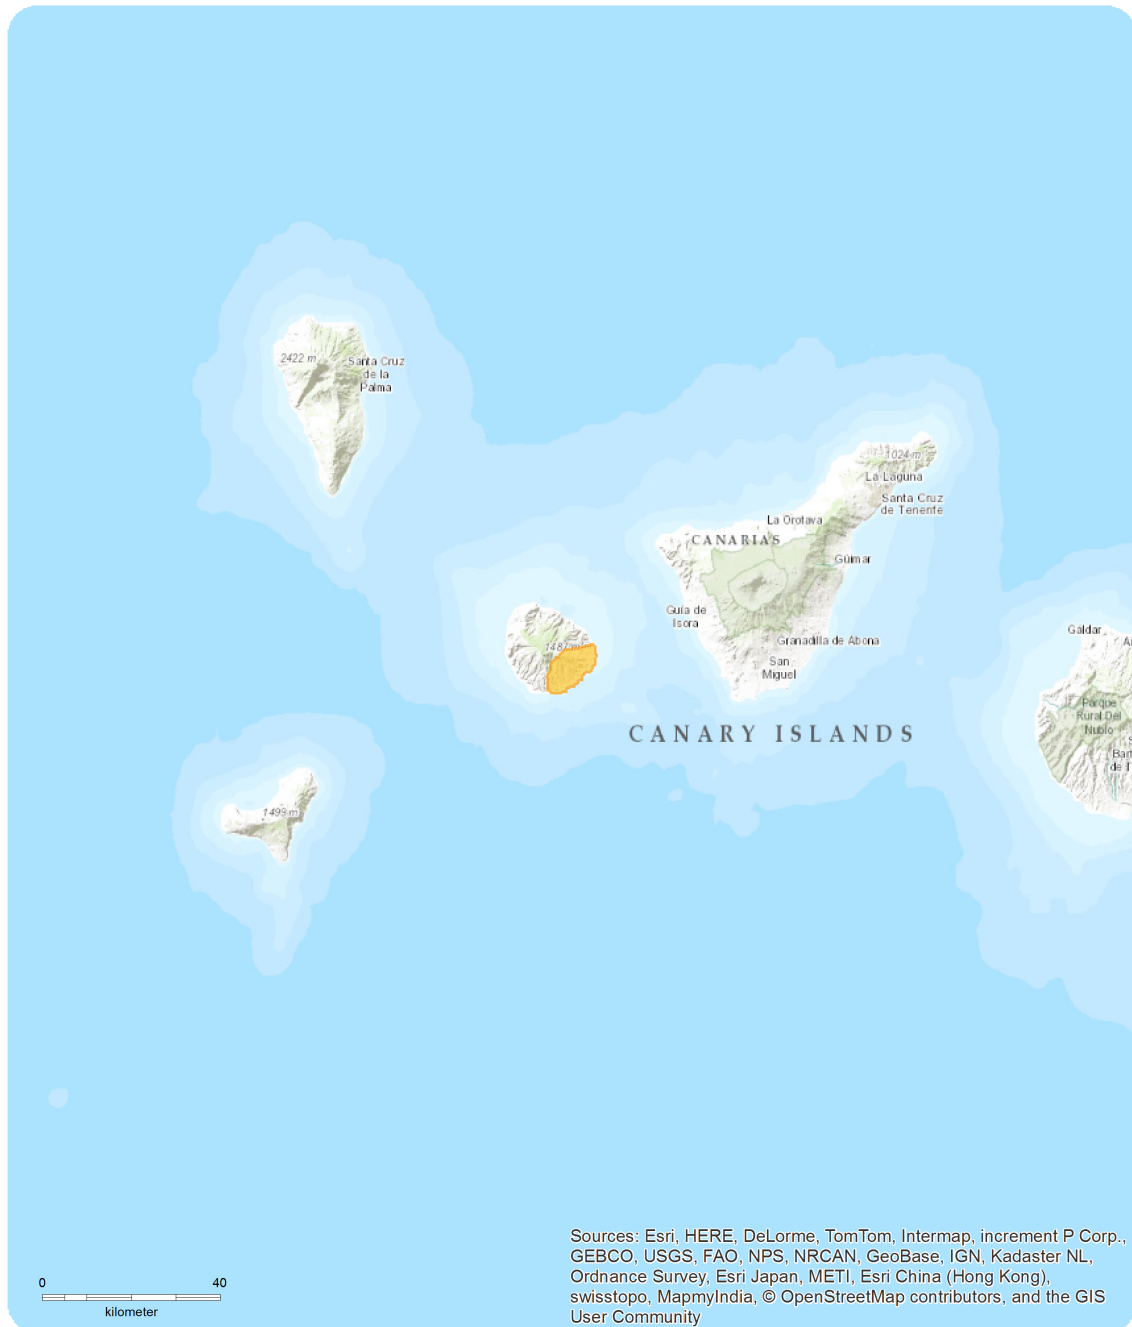 2422 m
Santa Cruz
de la
Palma
1024 m
La Laguna
Santa Cruz
de Tenerife
La Orotava
CANARIAS
Güimar
Guía de
Isora
Granadilla de Abona
San
Miguel
1487 m
Gáldar
Parque
Rural Del
Nublo
CANARY ISLANDS
1499 m
0 40
kilometer
Sources: Esri, HERE, DeLorme, TomTom, Intermap, increment P Corp.,
GEBCO, USGS, FAO, NPS, NRCAN, GeoBase, IGN, Kadaster NL,
Ordnance Survey, Esri Japan, METI, Esri China (Hong Kong),
swisstopo, MapmyIndia, © OpenStreetMap contributors, and the GIS
User Community